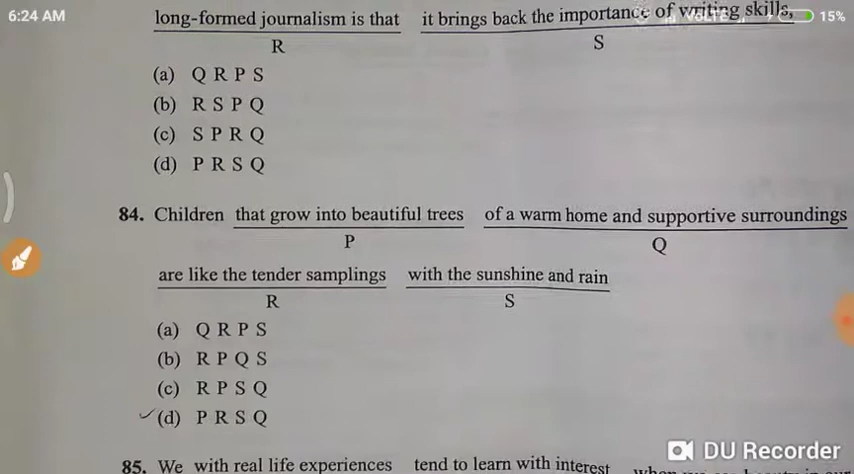 6:24 AM
15%
long-formed journalism is that it brings back the importance of writing skills,
R S
(a) Q R P S
(b) R S P Q
(c) S P R Q
(d) P R S Q
84. Children that grow into beautiful trees of a warm home and supportive surroundings
P Q
are like the tender samplings with the sunshine and rain
R S
(a) Q R P S
(b) R P Q S
(c) R P S Q
(d) P R S Q
85. We with real life experiences tend to learn with interest
DU Recorder